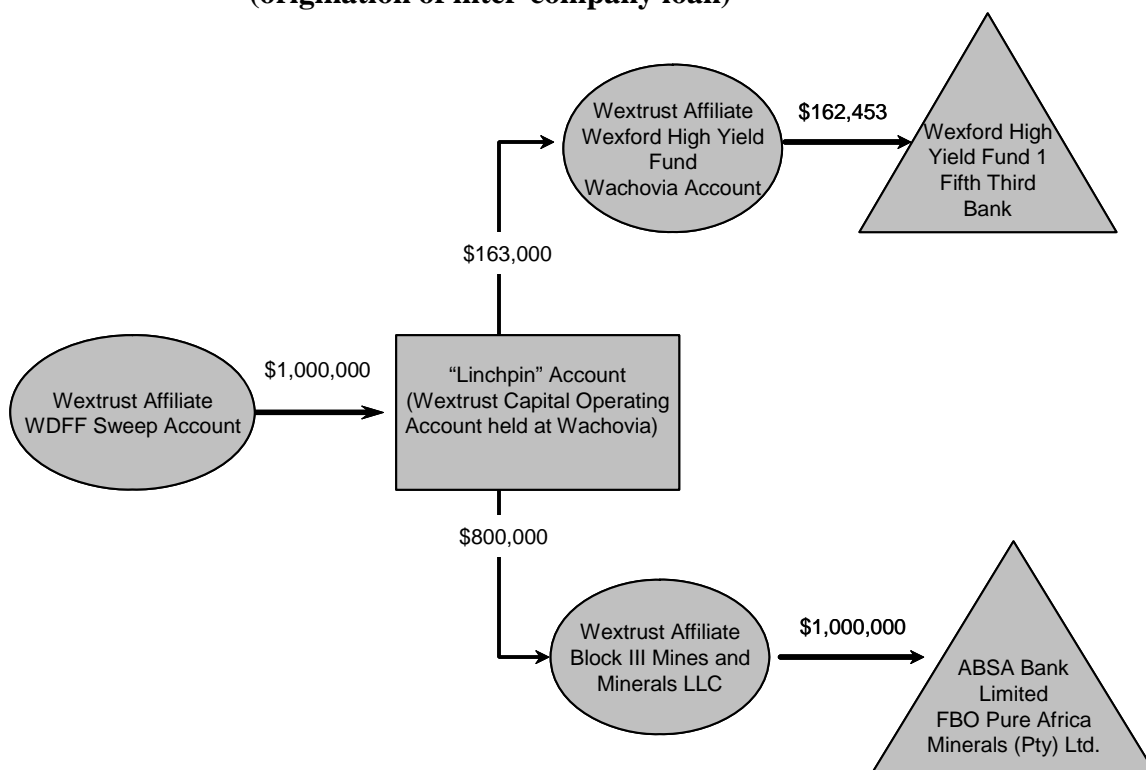 (origination of inter-company loan)
Wextrust Affiliate
Wexford High Yield
Fund
Wachovia Account
$162,453
Wexford High
Yield Fund 1
Fifth Third
Bank
$163,000
Wextrust Affiliate
WDFF Sweep Account
$1,000,000
“Linchpin” Account
(Wextrust Capital Operating
Account held at Wachovia)
$800,000
Wextrust Affiliate
Block III Mines and
Minerals LLC
$1,000,000
ABSA Bank
Limited
FBO Pure Africa
Minerals (Pty) Ltd.